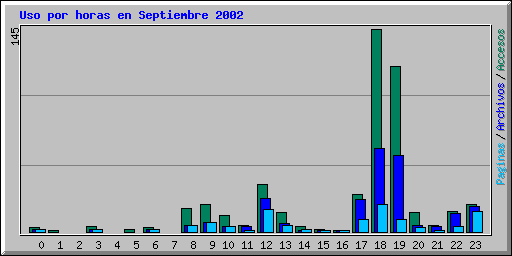 Uso por horas en Septiembre 2002
145
Paginas / Archivos / Accesos
0 1 2 3 4 5 6 7 8 9 10 11 12 13 14 15 16 17 18 19 20 21 22 23